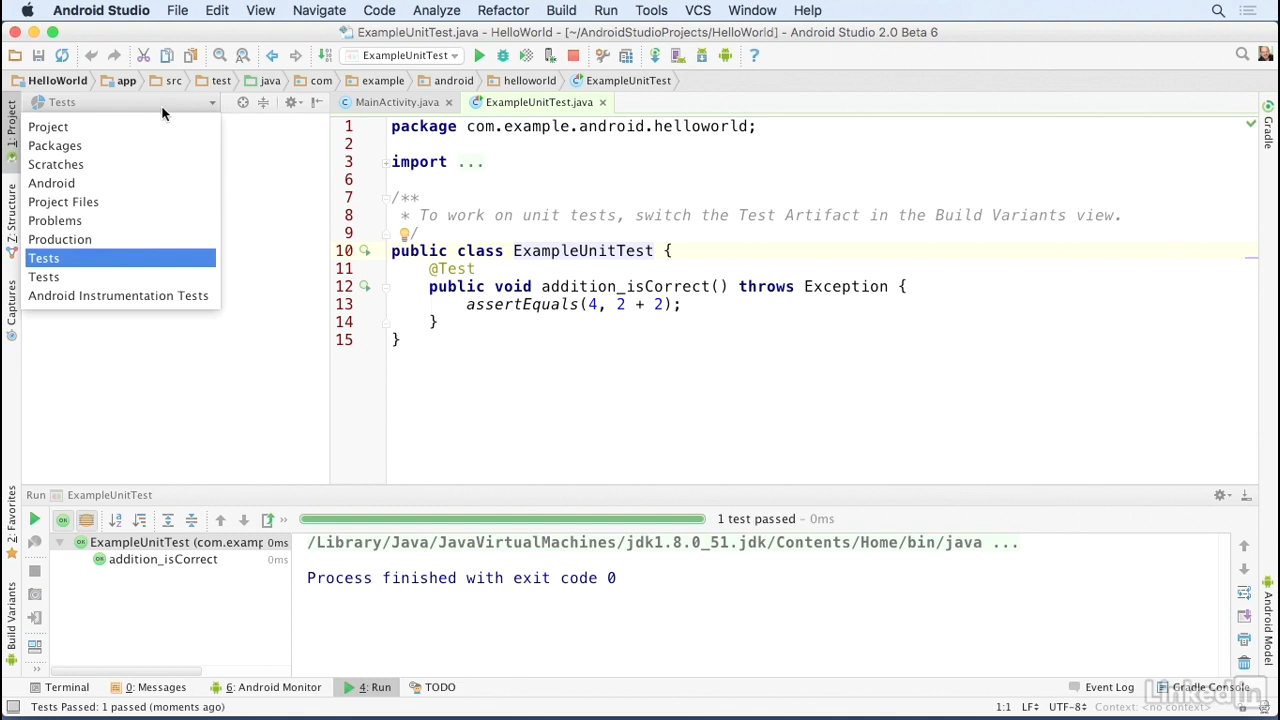 Android Studio File Edit View Navigate Code Analyze Refactor Build Run Tools VCS Window Help
ExampleUnitTest.java - HelloWorld - [~/AndroidStudioProjects/HelloWorld] - Android Studio 2.0 Beta 6
ExampleUnitTest
HelloWorld app src test java com example android helloworld ExampleUnitTest
Tests
MainActivity.java ExampleUnitTest.java
1: Project
Z: Structure
Captures
2: Favorites
Build Variants
Project
Packages
Scratches
Android
Project Files
Problems
Production
Tests
Tests
Android Instrumentation Tests
1 package com.example.android.helloworld;
2
3 import ...
6
7 /**
8 * To work on unit tests, switch the Test Artifact in the Build Variants view.
9 */
10 public class ExampleUnitTest {
11 @Test
12 public void addition_isCorrect() throws Exception {
13 assertEquals(4, 2 + 2);
14 }
15 }
Gradle
Android Model
Run ExampleUnitTest
1 test passed - 0ms
ExampleUnitTest (com.examp 0ms
addition_isCorrect 0ms
/Library/Java/JavaVirtualMachines/jdk1.8.0_51.jdk/Contents/Home/bin/java ...
Process finished with exit code 0
Terminal 0: Messages 6: Android Monitor 4: Run TODO Event Log Gradle Console
Linked in
Tests Passed: 1 passed (moments ago) 1:1 LF UTF-8 Context: <no context>